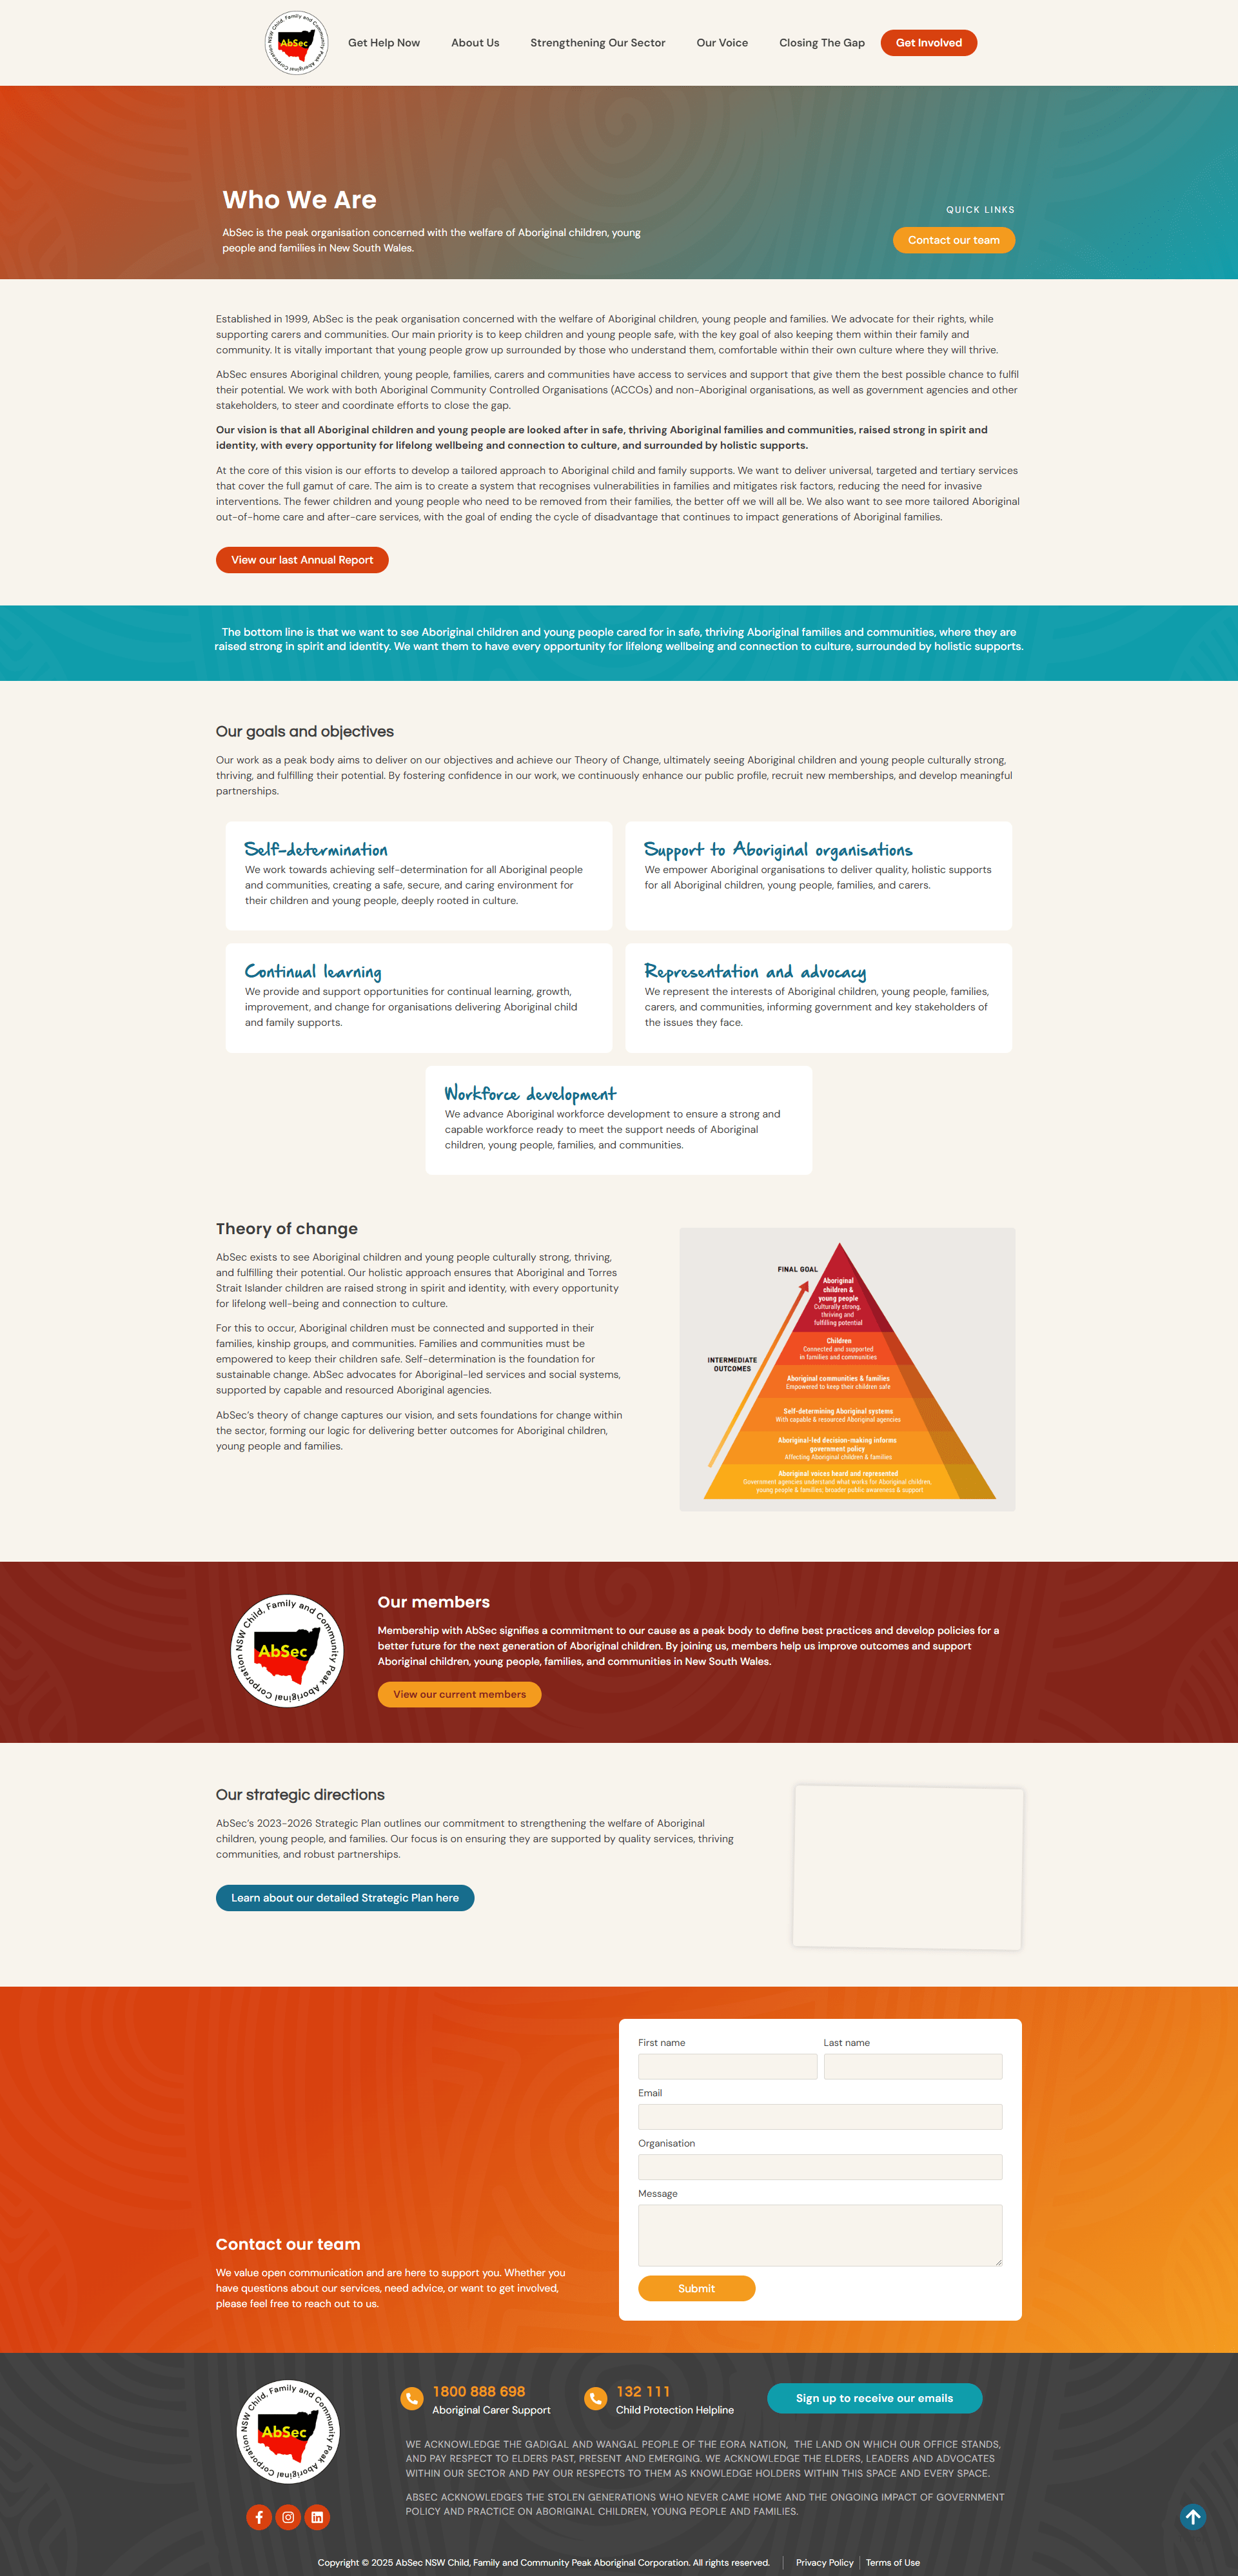 NSW Child, Family and Community Peak Aboriginal Corporation
AbSec
Get Help Now
About Us
Strengthening Our Sector
Our Voice
Closing The Gap
Get Involved
Who We Are
AbSec is the peak organisation concerned with the welfare of Aboriginal children, young
people and families in New South Wales.
QUICK LINKS
Contact our team
Established in 1999, AbSec is the peak organisation concerned with the welfare of Aboriginal children, young people and families. We advocate for their rights, while
supporting carers and communities. Our main priority is to keep children and young people safe, with the key goal of also keeping them within their family and
community. It is vitally important that young people grow up surrounded by those who understand them, comfortable within their own culture where they will thrive.
AbSec ensures Aboriginal children, young people, families, carers and communities have access to services and support that give them the best possible chance to fulfil
their potential. We work with both Aboriginal Community Controlled Organisations (ACCOs) and non-Aboriginal organisations, as well as government agencies and other
stakeholders, to steer and coordinate efforts to close the gap.
Our vision is that all Aboriginal children and young people are looked after in safe, thriving Aboriginal families and communities, raised strong in spirit and
identity, with every opportunity for lifelong wellbeing and connection to culture, and surrounded by holistic supports.
At the core of this vision is our efforts to develop a tailored approach to Aboriginal child and family supports. We want to deliver universal, targeted and tertiary services
that cover the full gamut of care. The aim is to create a system that recognises vulnerabilities in families and mitigates risk factors, reducing the need for invasive
interventions. The fewer children and young people who need to be removed from their families, the better off we will all be. We also want to see more tailored Aboriginal
out-of-home care and after-care services, with the goal of ending the cycle of disadvantage that continues to impact generations of Aboriginal families.
View our last Annual Report
The bottom line is that we want to see Aboriginal children and young people cared for in safe, thriving Aboriginal families and communities, where they are
raised strong in spirit and identity. We want them to have every opportunity for lifelong wellbeing and connection to culture, surrounded by holistic supports.
Our goals and objectives
Our work as a peak body aims to deliver on our objectives and achieve our Theory of Change, ultimately seeing Aboriginal children and young people culturally strong,
thriving, and fulfilling their potential. By fostering confidence in our work, we continuously enhance our public profile, recruit new memberships, and develop meaningful
partnerships.
Self-determination
We work towards achieving self-determination for all Aboriginal people
and communities, creating a safe, secure, and caring environment for
their children and young people, deeply rooted in culture.
Support to Aboriginal organisations
We empower Aboriginal organisations to deliver quality, holistic supports
for all Aboriginal children, young people, families, and carers.
Continual learning
We provide and support opportunities for continual learning, growth,
improvement, and change for organisations delivering Aboriginal child
and family supports.
Representation and advocacy
We represent the interests of Aboriginal children, young people, families,
carers, and communities, informing government and key stakeholders of
the issues they face.
Workforce development
We advance Aboriginal workforce development to ensure a strong and
capable workforce ready to meet the support needs of Aboriginal
children, young people, families, and communities.
Theory of change
AbSec exists to see Aboriginal children and young people culturally strong, thriving,
and fulfilling their potential. Our holistic approach ensures that Aboriginal and Torres
Strait Islander children are raised strong in spirit and identity, with every opportunity
for lifelong well-being and connection to culture.
For this to occur, Aboriginal children must be connected and supported in their
families, kinship groups, and communities. Families and communities must be
empowered to keep their children safe. Self-determination is the foundation for
sustainable change. AbSec advocates for Aboriginal-led services and social systems,
supported by capable and resourced Aboriginal agencies.
AbSec's theory of change captures our vision, and sets foundations for change within
the sector, forming our logic for delivering better outcomes for Aboriginal children,
young people and families.
FINAL GOAL
Aboriginal
children &
young people
Culturally strong,
thriving and
fulfilling potential
Children
Connected and supported
in families and communities
INTERMEDIATE
OUTCOMES
Aboriginal communities & families
Empowered to keep their children safe
Self-determining Aboriginal systems
With capable & resourced Aboriginal agencies
Aboriginal-led decision-making informs
government policy
Affecting Aboriginal children & families
Aboriginal voices heard and represented
Government agencies understand what works for Aboriginal children,
young people & families; broader public awareness & support
NSW Child, Family and Community Peak Aboriginal Corporation
AbSec
Our members
Membership with AbSec signifies a commitment to our cause as a peak body to define best practices and develop policies for a
better future for the next generation of Aboriginal children. By joining us, members help us improve outcomes and support
Aboriginal children, young people, families, and communities in New South Wales.
View our current members
Our strategic directions
AbSec's 2023-2026 Strategic Plan outlines our commitment to strengthening the welfare of Aboriginal
children, young people, and families. Our focus is on ensuring they are supported by quality services, thriving
communities, and robust partnerships.
Learn about our detailed Strategic Plan here
Contact our team
We value open communication and are here to support you. Whether you
have questions about our services, need advice, or want to get involved,
please feel free to reach out to us.
First name
Last name
Email
Organisation
Message
Submit
NSW Child, Family and Community Peak Aboriginal Corporation
AbSec
1800 888 698
Aboriginal Carer Support
132 111
Child Protection Helpline
Sign up to receive our emails
WE ACKNOWLEDGE THE GADIGAL AND WANGAL PEOPLE OF THE EORA NATION, THE LAND ON WHICH OUR OFFICE STANDS,
AND PAY RESPECT TO ELDERS PAST, PRESENT AND EMERGING. WE ACKNOWLEDGE THE ELDERS, LEADERS AND ADVOCATES
WITHIN OUR SECTOR AND PAY OUR RESPECTS TO THEM AS KNOWLEDGE HOLDERS WITHIN THIS SPACE AND EVERY SPACE.
ABSEC ACKNOWLEDGES THE STOLEN GENERATIONS WHO NEVER CAME HOME AND THE ONGOING IMPACT OF GOVERNMENT
POLICY AND PRACTICE ON ABORIGINAL CHILDREN, YOUNG PEOPLE AND FAMILIES.
Copyright © 2025 AbSec NSW Child, Family and Community Peak Aboriginal Corporation. All rights reserved.
Privacy Policy
Terms of Use